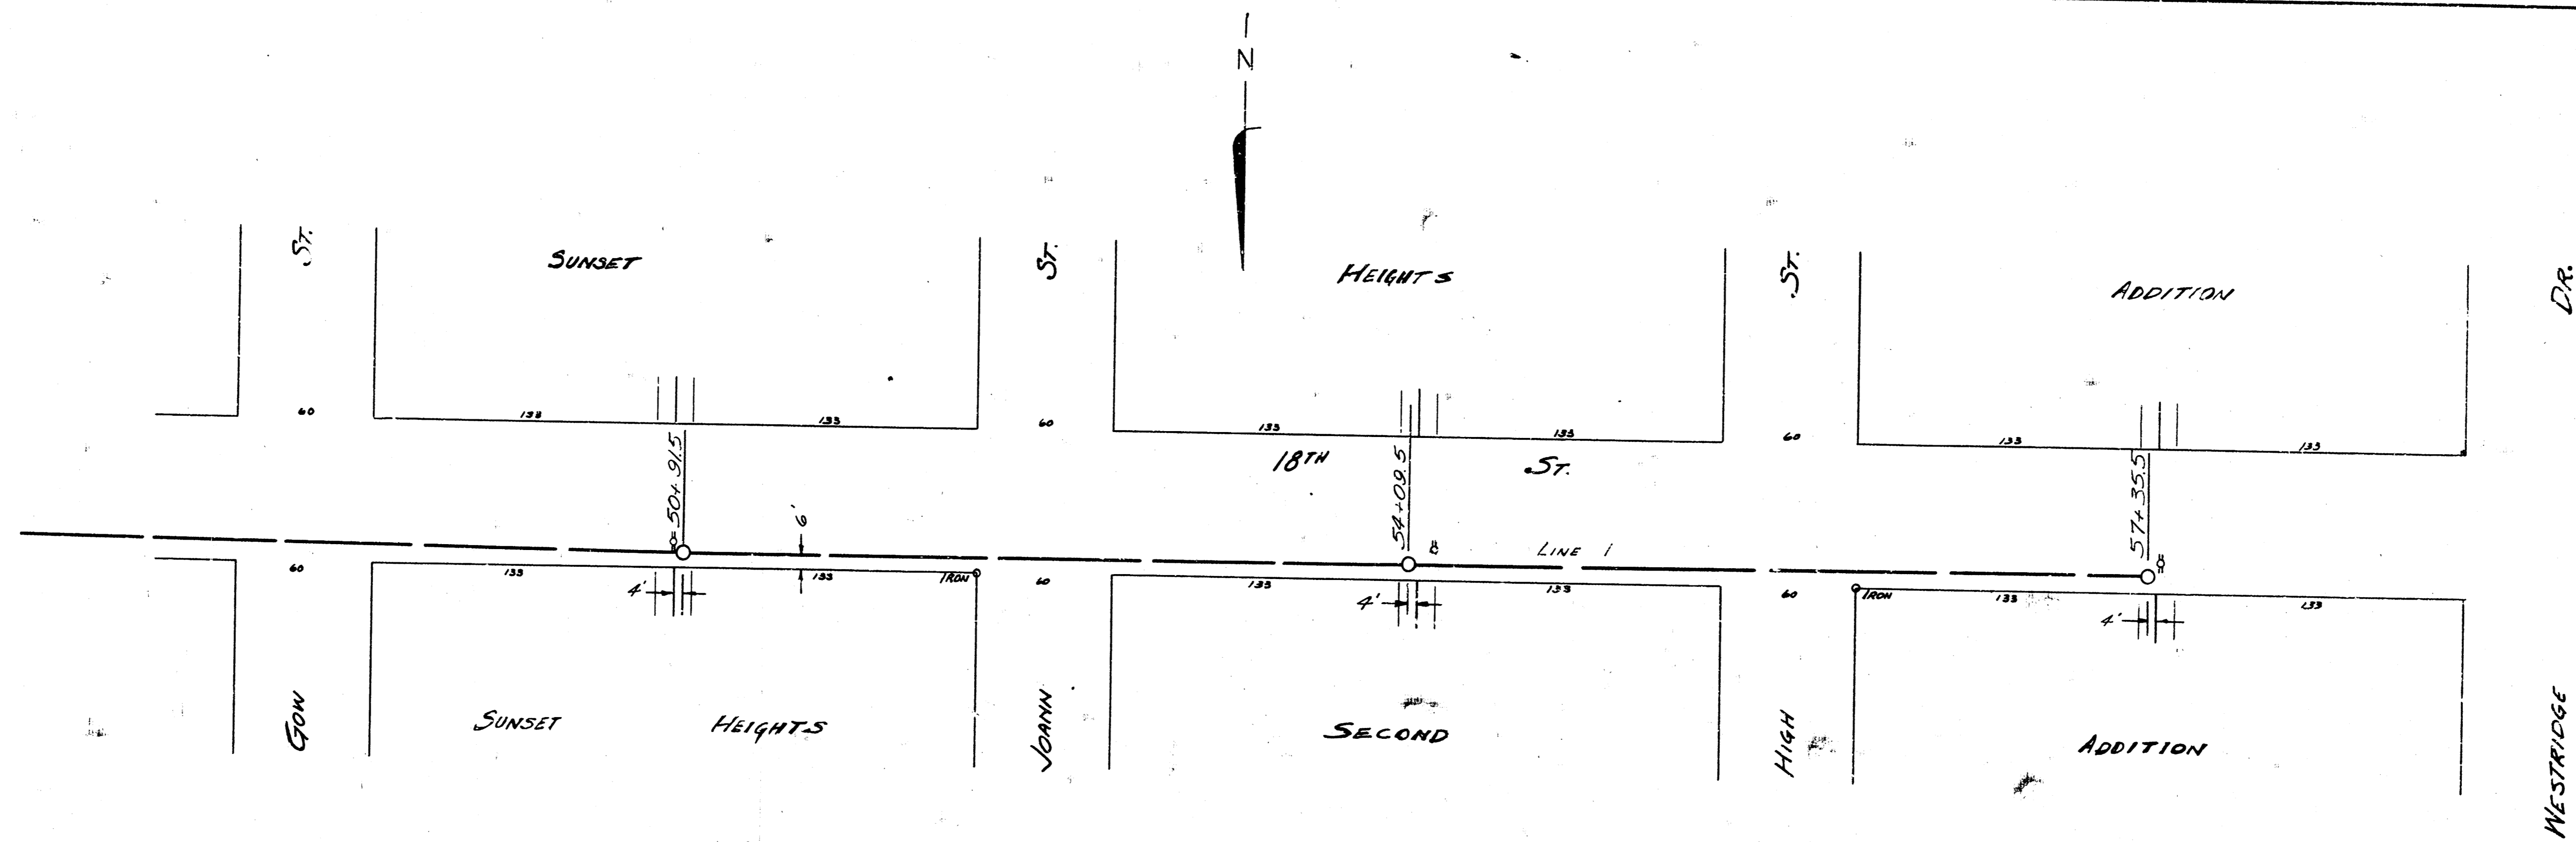 N
ST.
SUNSET
ST.
HEIGHTS
ST.
ADDITION
DR.
60
133
133
60
133
133
60
133
133
18TH ST.
50+91.5
54+09.5
57+35.5
6'
LINE 1
60
133
133
IRON
60
133
133
60
IRON
133
133
4'
4'
4'
GOW
SUNSET HEIGHTS
JOANN
SECOND
HIGH
ADDITION
WESTRIDGE